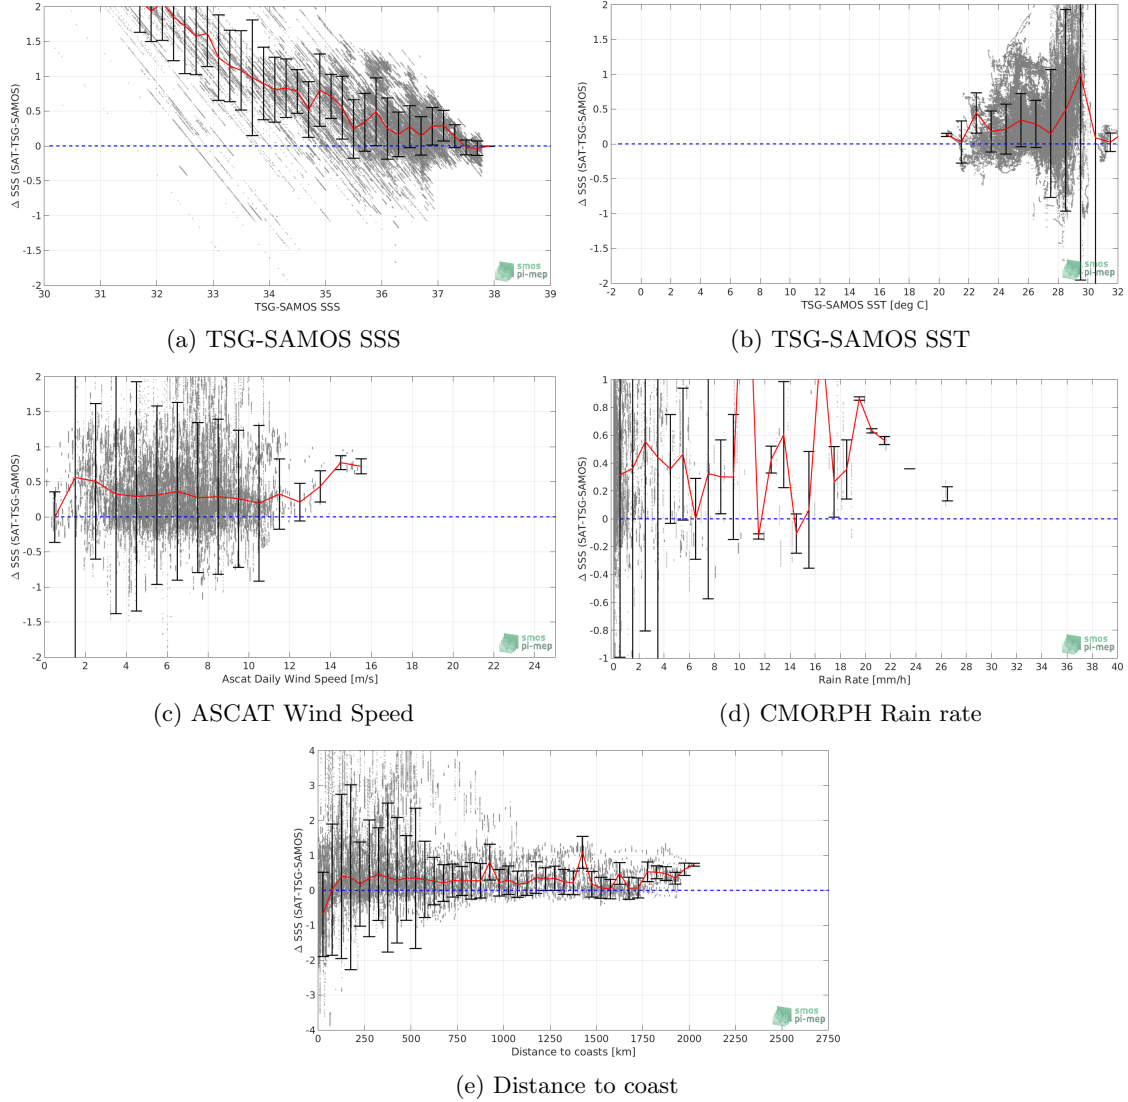 2
1.5
1
0.5
0
-0.5
-1
-1.5
-2
Δ SSS (SAT-TSG-SAMOS)
30 31 32 33 34 35 36 37 38 39
TSG-SAMOS SSS
smos
pi-mep
(a) TSG-SAMOS SSS
2
1.5
1
0.5
0
-0.5
-1
-1.5
-2
Δ SSS (SAT-TSG-SAMOS)
-2 0 2 4 6 8 10 12 14 16 18 20 22 24 26 28 30 32
TSG-SAMOS SST [deg C]
smos
pi-mep
(b) TSG-SAMOS SST
2
1.5
1
0.5
0
-0.5
-1
-1.5
-2
Δ SSS (SAT-TSG-SAMOS)
0 2 4 6 8 10 12 14 16 18 20 22 24
Ascat Daily Wind Speed [m/s]
smos
pi-mep
(c) ASCAT Wind Speed
1
0.8
0.6
0.4
0.2
0
-0.2
-0.4
-0.6
-0.8
-1
Δ SSS (SAT-TSG-SAMOS)
0 2 4 6 8 10 12 14 16 18 20 22 24 26 28 30 32 34 36 38 40
Rain Rate [mm/h]
smos
pi-mep
(d) CMORPH Rain rate
4
3
2
1
0
-1
-2
-3
-4
Δ SSS (SAT-TSG-SAMOS)
0 250 500 750 1000 1250 1500 1750 2000 2250 2500 2750
Distance to coasts [km]
smos
pi-mep
(e) Distance to coast